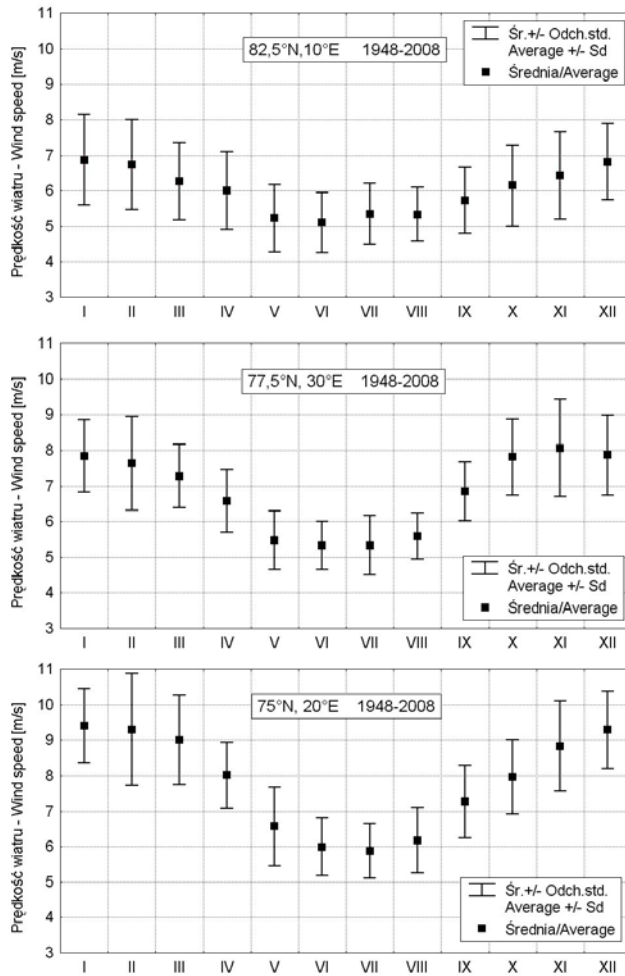 Prędkość wiatru - Wind speed [m/s]
11
10
9
8
7
6
5
4
3
82,5°N,10°E 1948-2008
Śr.+/- Odch.std.
Average +/- Sd
Średnia/Average
I II III IV V VI VII VIII IX X XI XII
Prędkość wiatru - Wind speed [m/s]
11
10
9
8
7
6
5
4
3
77,5°N, 30°E 1948-2008
Śr.+/- Odch.std.
Average +/- Sd
Średnia/Average
I II III IV V VI VII VIII IX X XI XII
Prędkość wiatru - Wind speed [m/s]
11
10
9
8
7
6
5
4
3
75°N, 20°E 1948-2008
Śr.+/- Odch.std.
Average +/- Sd
Średnia/Average
I II III IV V VI VII VIII IX X XI XII